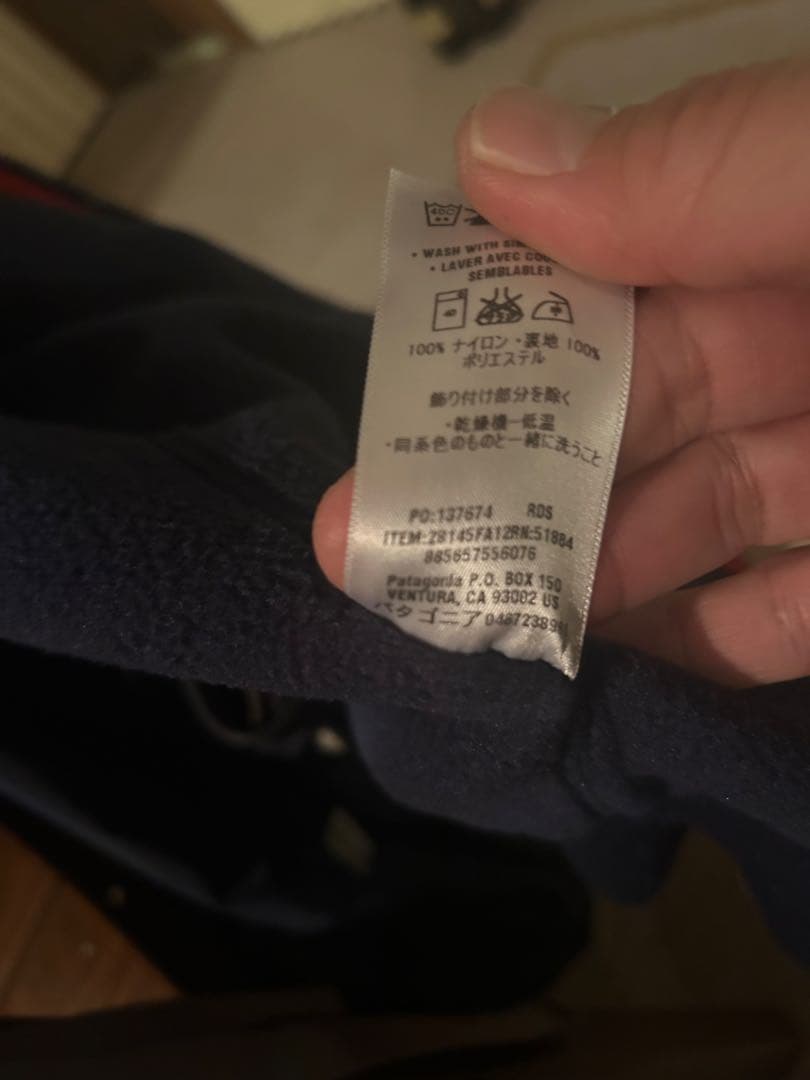 40C
• WASH WITH
• LAVER AVEC
SEMBLABLES
40
100% ナイロン・裏地 100%
ポリエステル
飾り付け部分を除く
・乾燥機ー低温
・同系色のものと一緒に洗うこと
PO:137674 RDS
ITEM:28145FA12RN:51884
885657556076
Patagonia P.O. BOX 150
VENTURA, CA 93002 US
パタゴニア